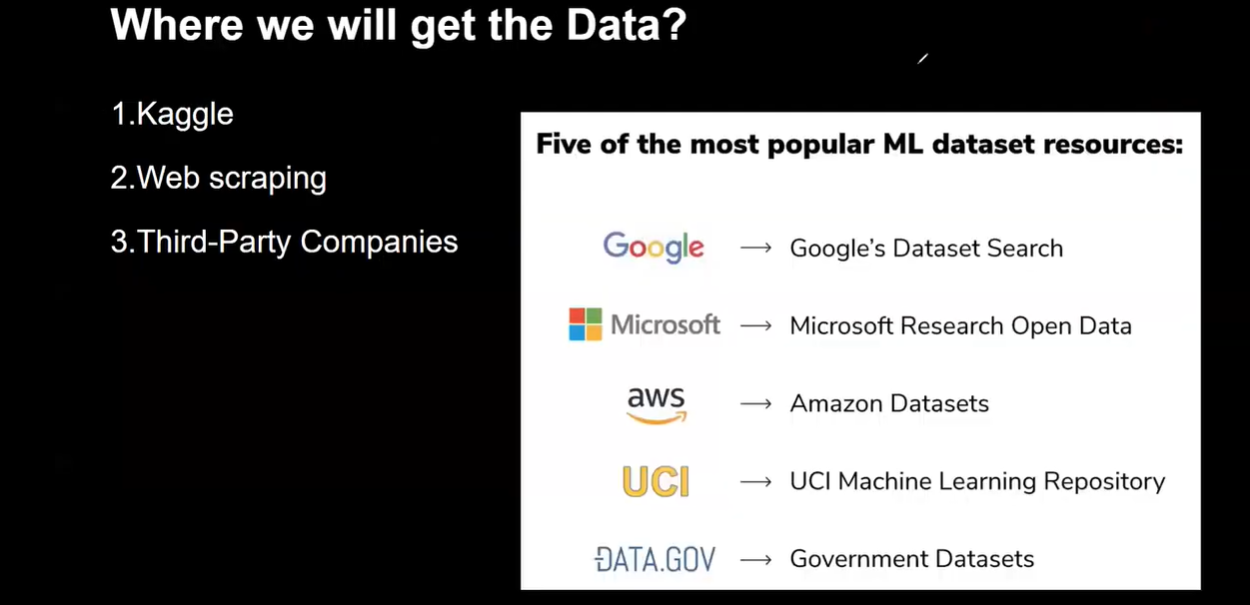 Where we will get the Data?
1.Kaggle
2.Web scraping
3.Third-Party Companies
Five of the most popular ML dataset resources:
Google → Google's Dataset Search
Microsoft → Microsoft Research Open Data
aws → Amazon Datasets
UCI → UCI Machine Learning Repository
DATA.GOV → Government Datasets